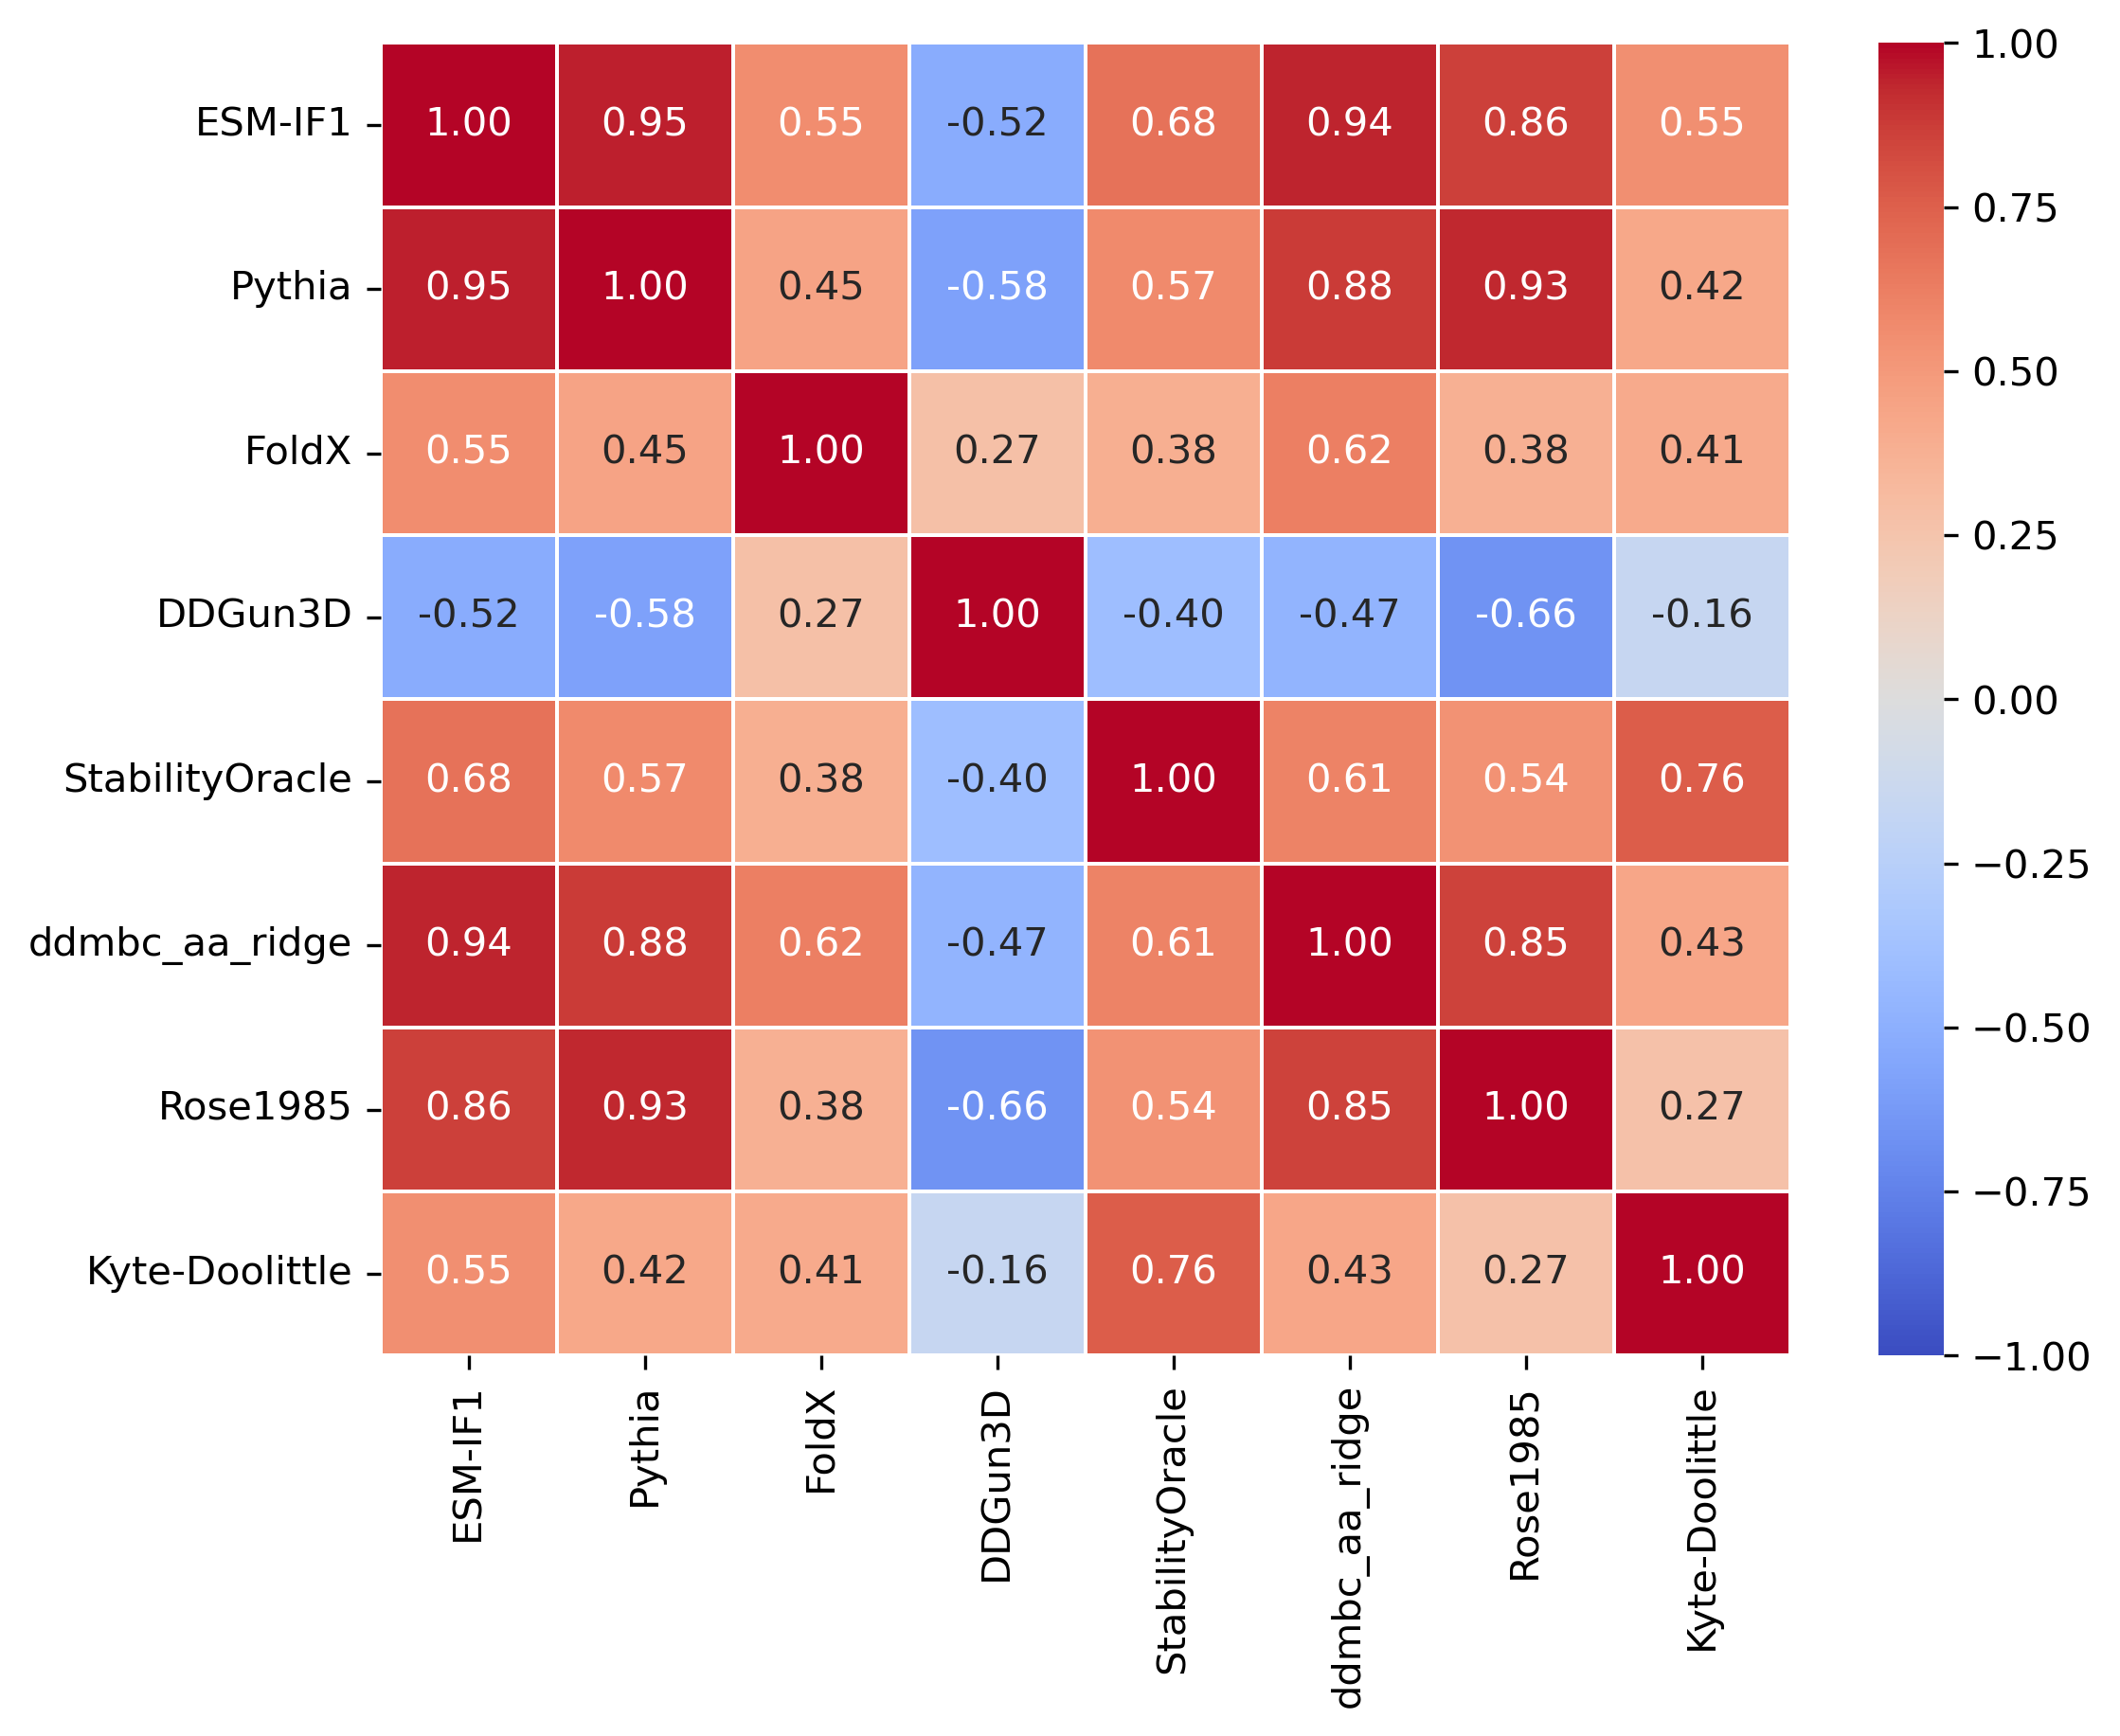 ESM-IF1 1.00 0.95 0.55 -0.52 0.68 0.94 0.86 0.55
Pythia 0.95 1.00 0.45 -0.58 0.57 0.88 0.93 0.42
FoldX 0.55 0.45 1.00 0.27 0.38 0.62 0.38 0.41
DDGun3D -0.52 -0.58 0.27 1.00 -0.40 -0.47 -0.66 -0.16
StabilityOracle 0.68 0.57 0.38 -0.40 1.00 0.61 0.54 0.76
ddmbc_aa_ridge 0.94 0.88 0.62 -0.47 0.61 1.00 0.85 0.43
Rose1985 0.86 0.93 0.38 -0.66 0.54 0.85 1.00 0.27
Kyte-Doolittle 0.55 0.42 0.41 -0.16 0.76 0.43 0.27 1.00
ESM-IF1
Pythia
FoldX
DDGun3D
StabilityOracle
ddmbc_aa_ridge
Rose1985
Kyte-Doolittle
1.00
0.75
0.50
0.25
0.00
−0.25
−0.50
−0.75
−1.00